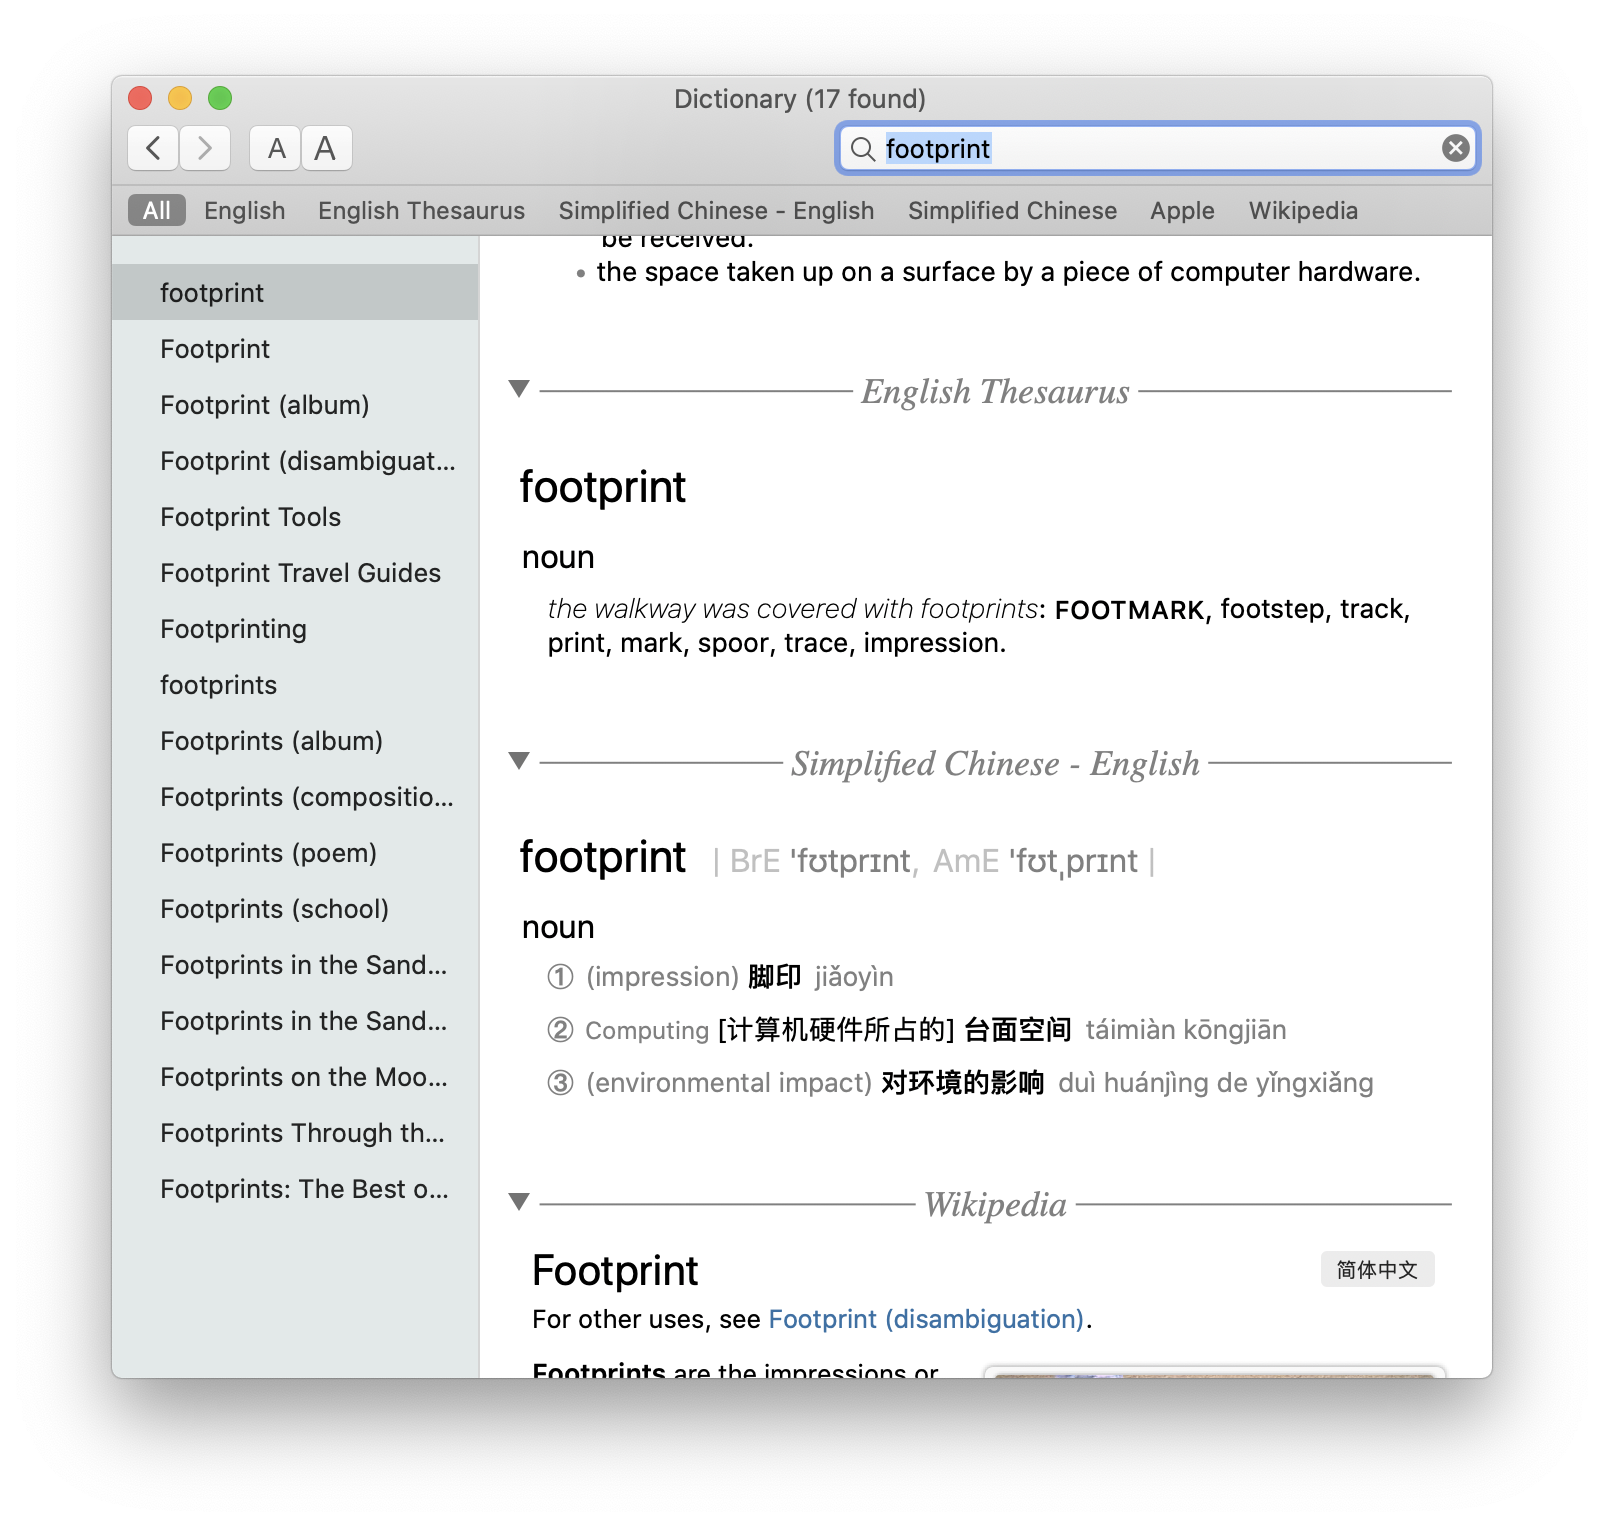 Dictionary (17 found)
A A
footprint
All English English Thesaurus Simplified Chinese - English Simplified Chinese Apple Wikipedia
footprint
Footprint
Footprint (album)
Footprint (disambiguat...
Footprint Tools
Footprint Travel Guides
Footprinting
footprints
Footprints (album)
Footprints (compositio...
Footprints (poem)
Footprints (school)
Footprints in the Sand...
Footprints in the Sand...
Footprints on the Moo...
Footprints Through th...
Footprints: The Best o...
be received.
• the space taken up on a surface by a piece of computer hardware.
English Thesaurus
footprint
noun
the walkway was covered with footprints: FOOTMARK, footstep, track,
print, mark, spoor, trace, impression.
Simplified Chinese - English
footprint | BrE 'fʊtprɪnt, AmE 'fʊtˌprɪnt |
noun
① (impression) 脚印 jiǎoyìn
② Computing [计算机硬件所占的] 台面空间 táimiàn kōngjiān
③ (environmental impact) 对环境的影响 duì huánjìng de yǐngxiǎng
Wikipedia
Footprint
简体中文
For other uses, see Footprint (disambiguation).
Footprints are the impressions or